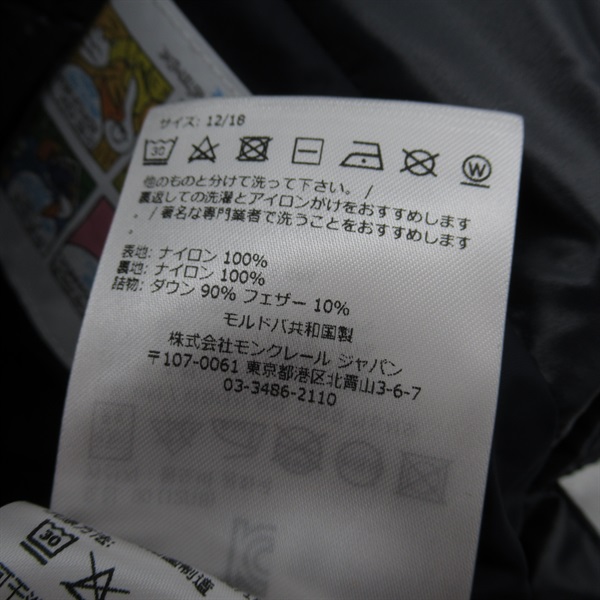 サイズ: 12/18
30
W
他のものと分けて洗って下さい。 /
裏返しての洗濯とアイロンがけをおすすめします
. / 著名な専門業者で洗うことをおすすめします
.
表地: ナイロン 100%
裏地: ナイロン 100%
詰物: ダウン 90% フェザー 10%
モルドバ共和国製
株式会社モンクレール ジャパン
〒107-0061 東京都港区北青山3-6-7
03-3486-2110
方法:
30
制造
可干